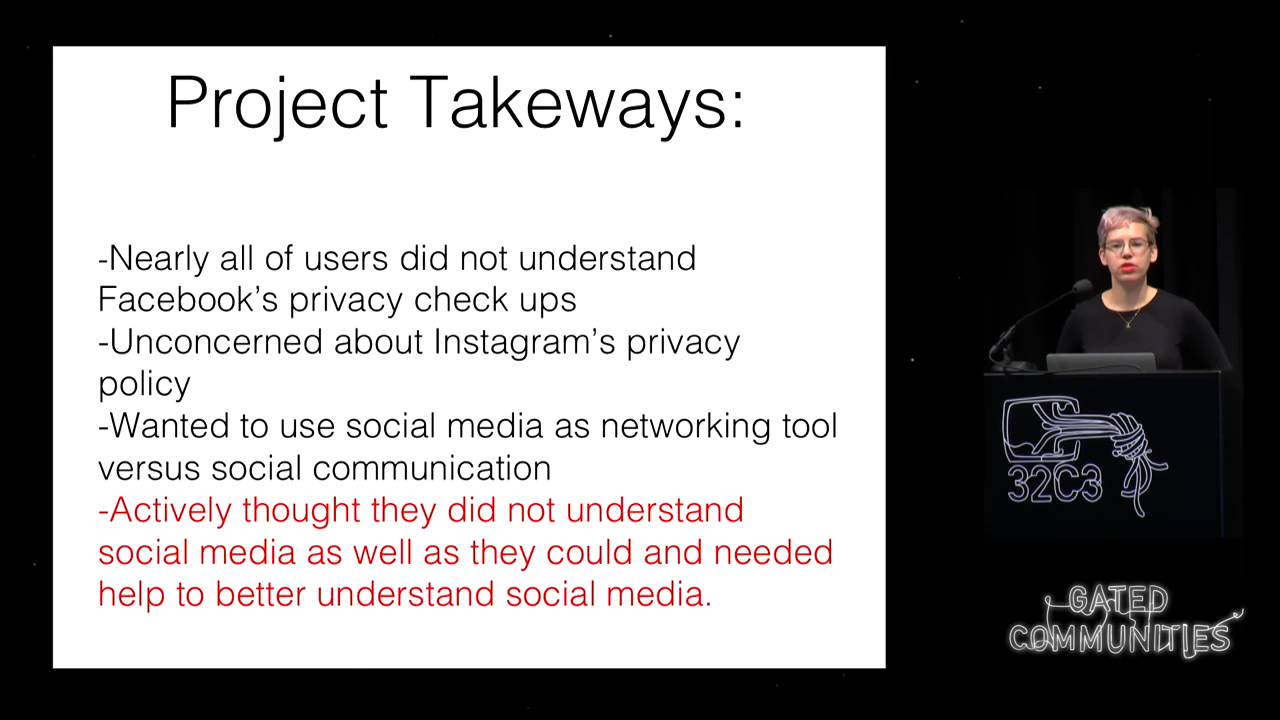 Project Takeways:
-Nearly all of users did not understand
Facebook’s privacy check ups
-Unconcerned about Instagram’s privacy
policy
-Wanted to use social media as networking tool
versus social communication
-Actively thought they did not understand
social media as well as they could and needed
help to better understand social media.
32C3
GATED
COMMUNITIES